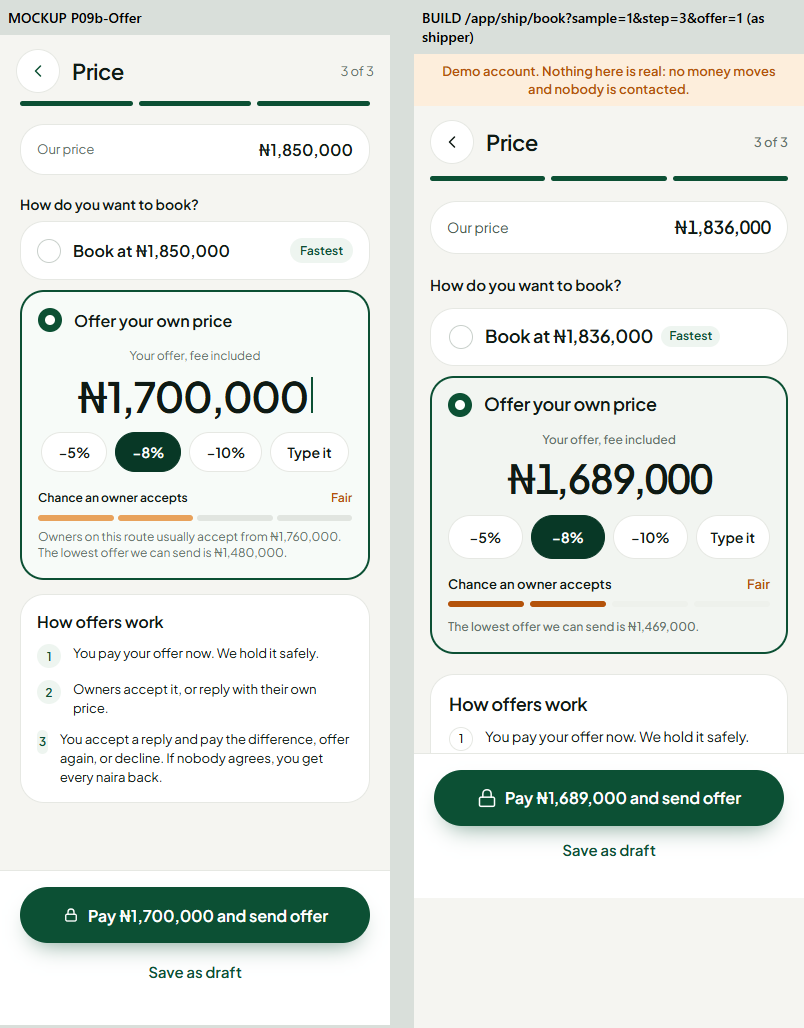 MOCKUP P09b-Offer
Price
3 of 3
Our price
₦1,850,000
How do you want to book?
Book at ₦1,850,000
Fastest
Offer your own price
Your offer, fee included
₦1,700,000
−5%
−8%
−10%
Type it
Chance an owner accepts
Fair
Owners on this route usually accept from ₦1,760,000.
The lowest offer we can send is ₦1,480,000.
How offers work
1
You pay your offer now. We hold it safely.
2
Owners accept it, or reply with their own
price.
3
You accept a reply and pay the difference, offer
again, or decline. If nobody agrees, you get
every naira back.
Pay ₦1,700,000 and send offer
Save as draft
BUILD /app/ship/book?sample=1&step=3&offer=1 (as
shipper)
Demo account. Nothing here is real: no money moves
and nobody is contacted.
Price
3 of 3
Our price
₦1,836,000
How do you want to book?
Book at ₦1,836,000
Fastest
Offer your own price
Your offer, fee included
₦1,689,000
−5%
−8%
−10%
Type it
Chance an owner accepts
Fair
The lowest offer we can send is ₦1,469,000.
How offers work
1
You pay your offer now. We hold it safely.
Pay ₦1,689,000 and send offer
Save as draft